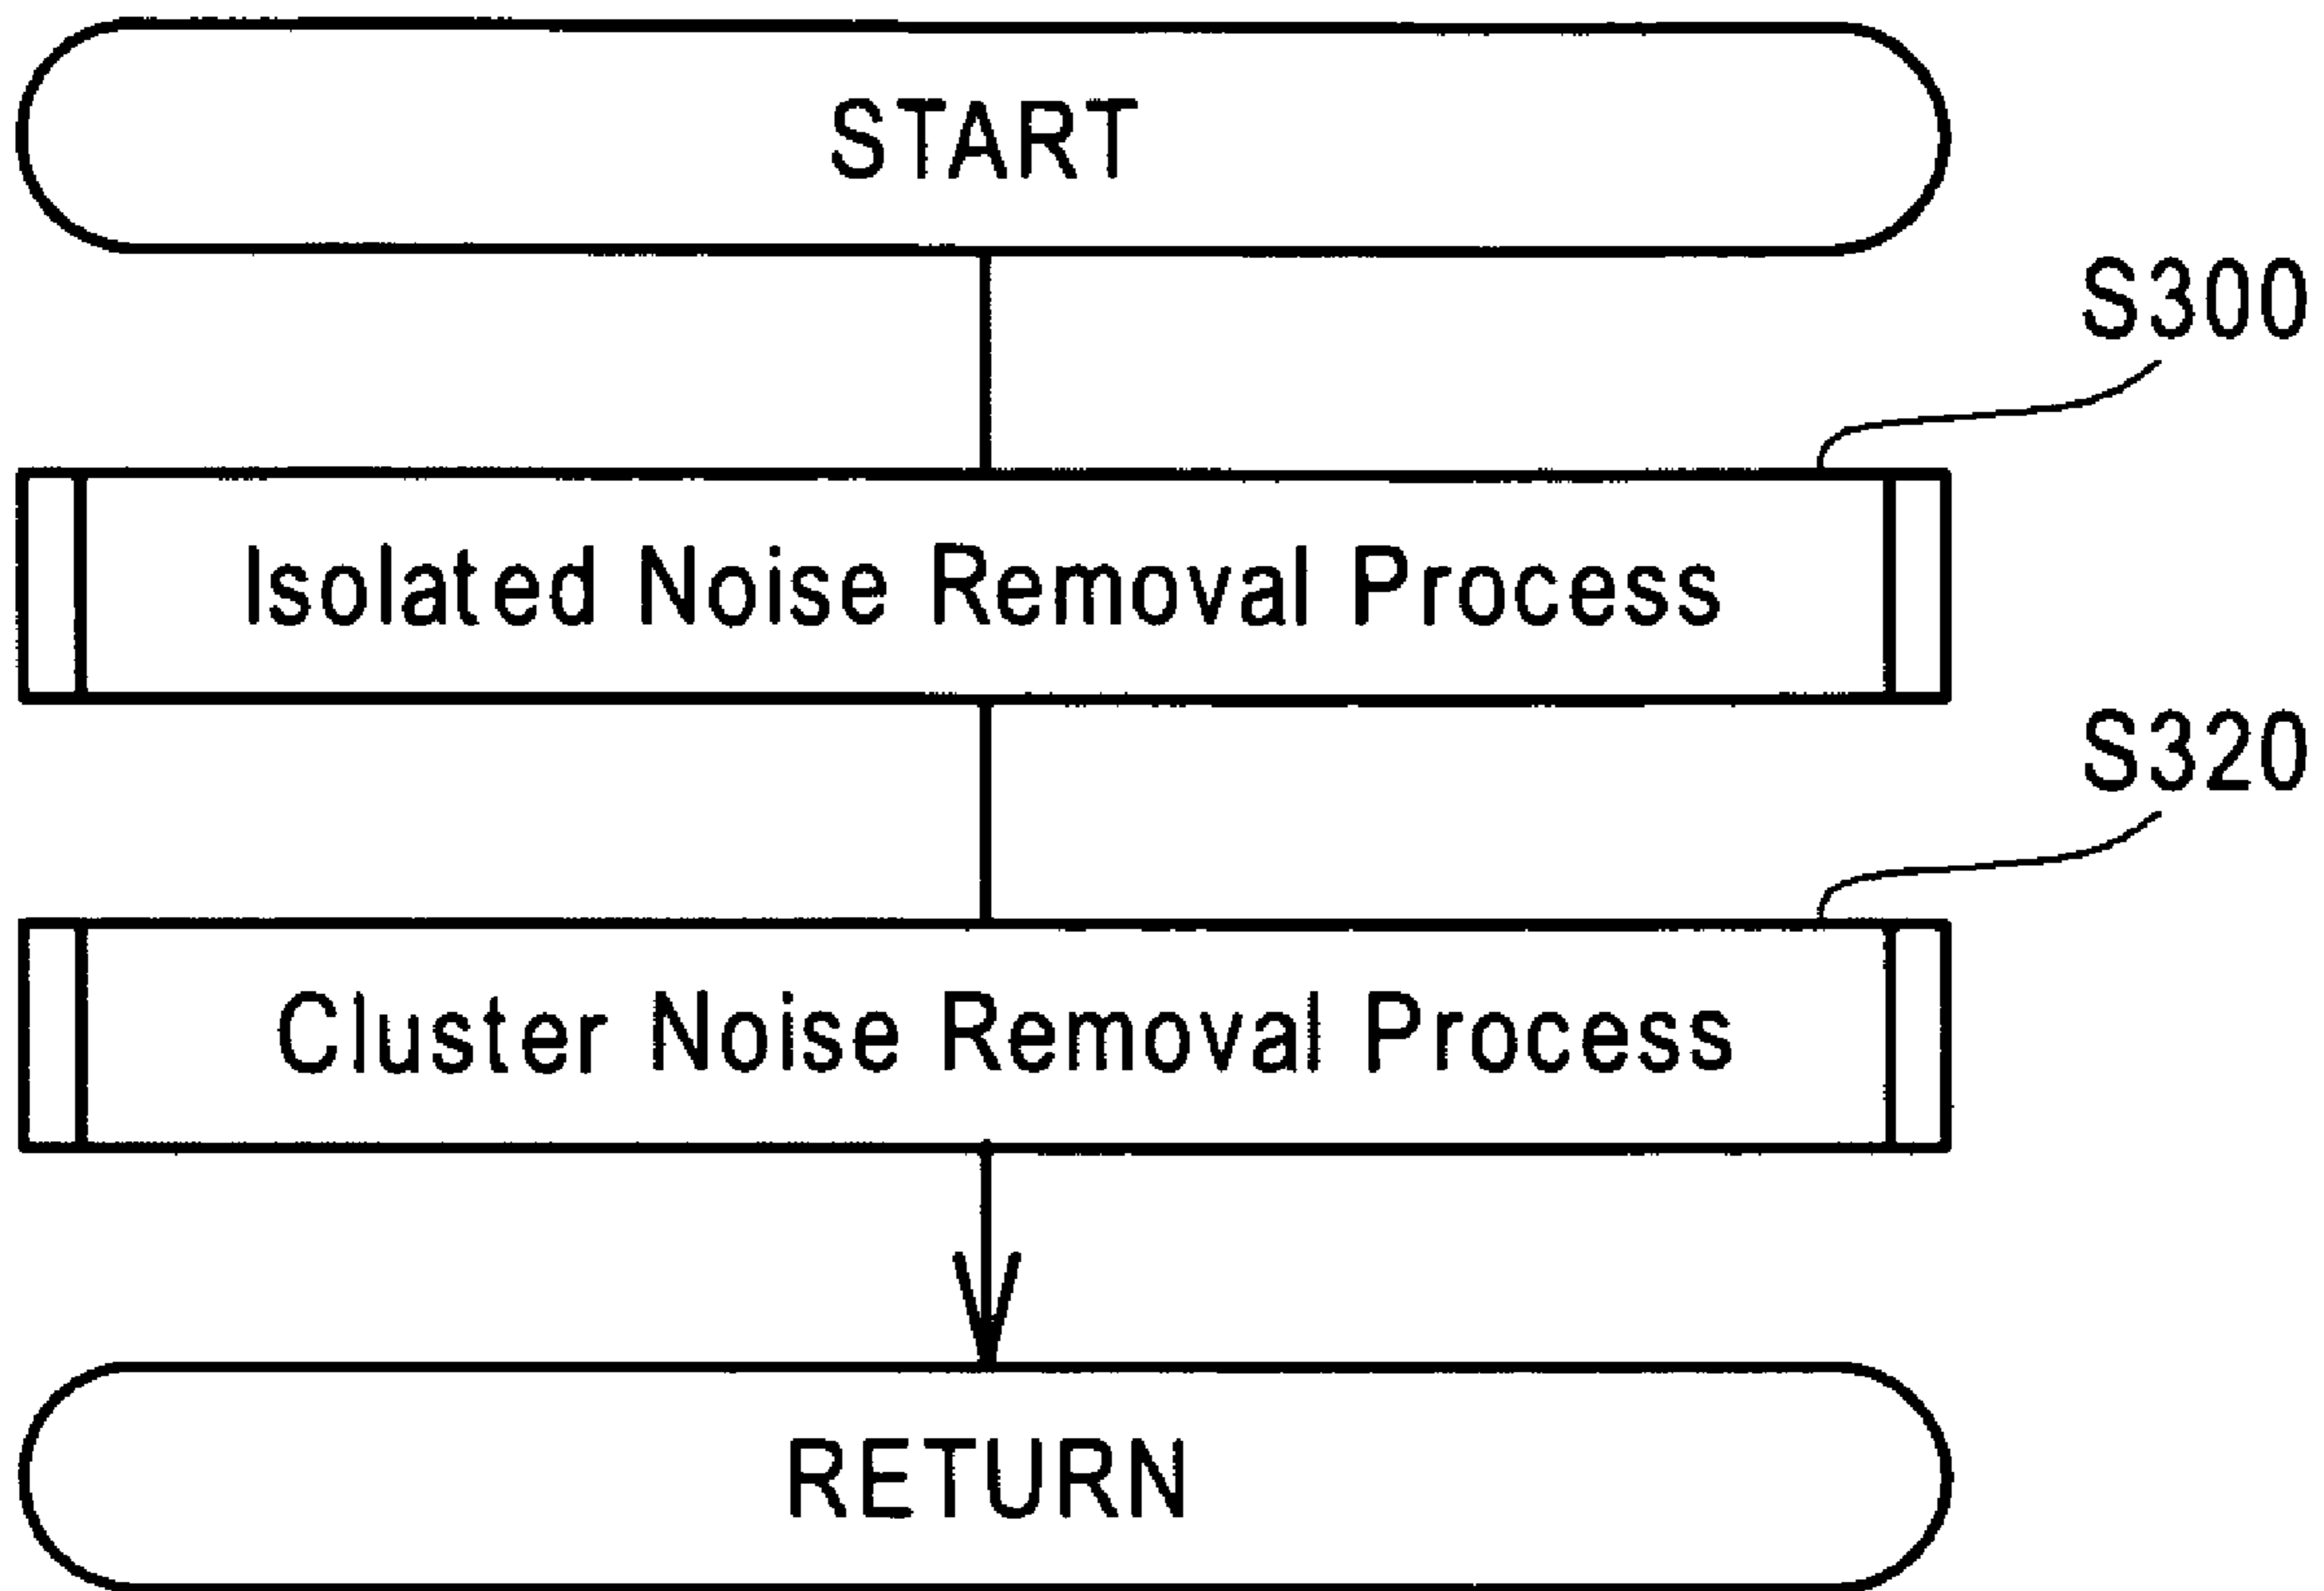 START
S300
Isolated Noise Removal Process
S320
Cluster Noise Removal Process
RETURN